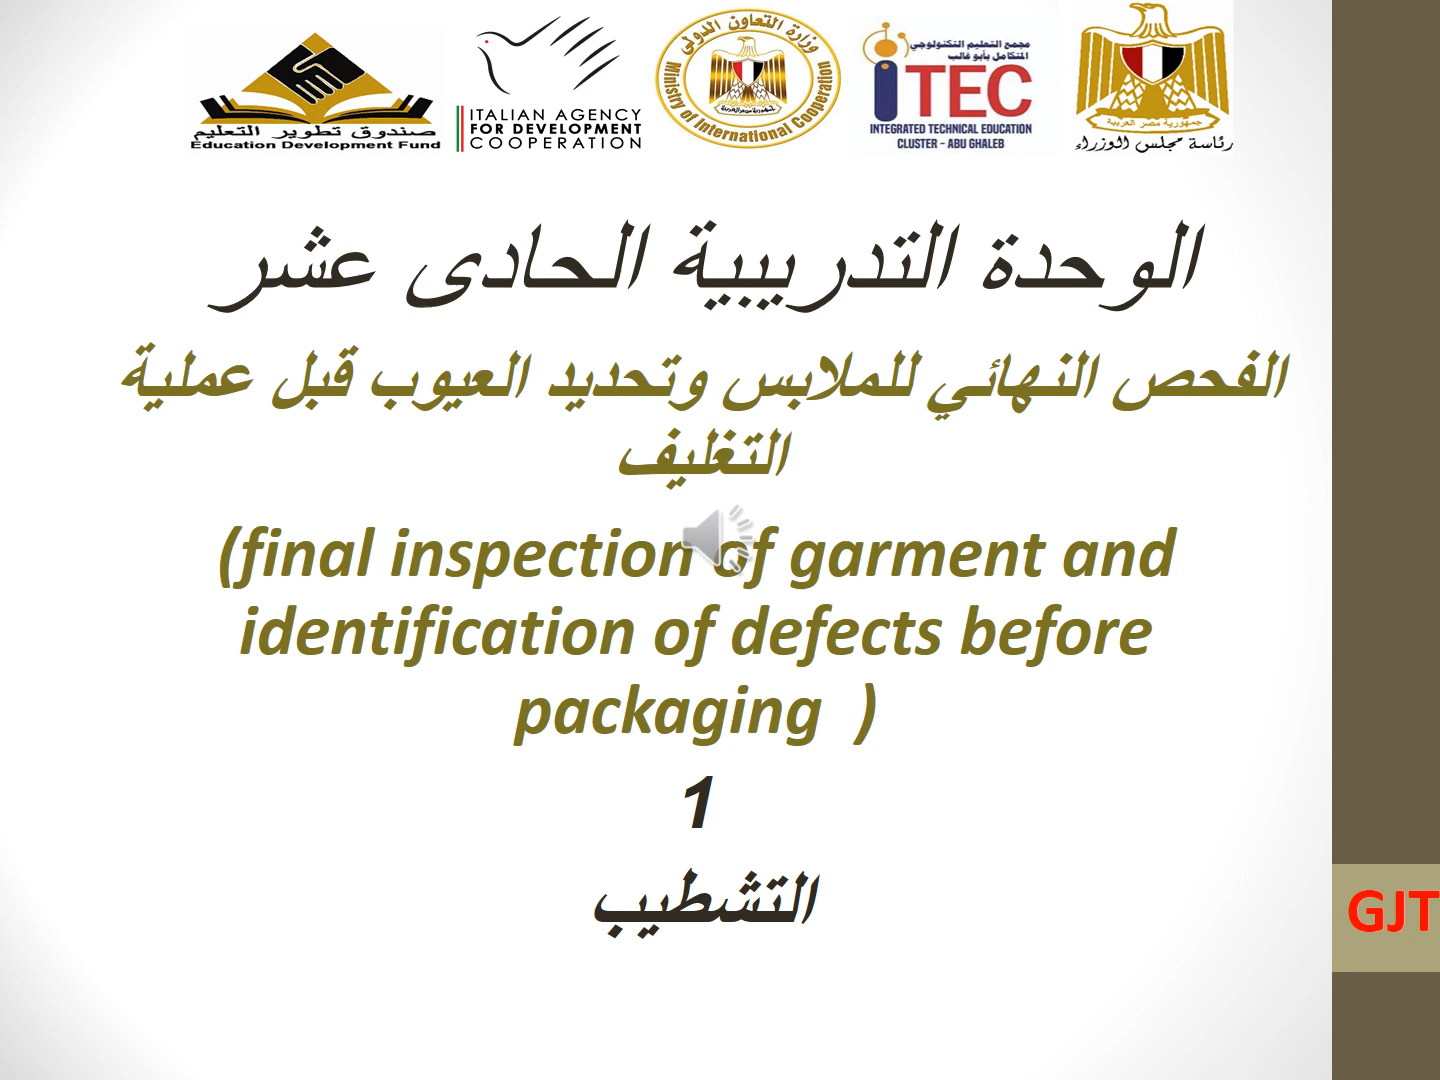 صندوق تطوير التعليم
Education Development Fund
ITALIAN AGENCY
FOR DEVELOPMENT
COOPERATION
وزارة التعاون الدولي
Ministry of International Cooperation
مجمع التعليم التكنولوجي
المتكامل بأبو غالب
iTEC
INTEGRATED TECHNICAL EDUCATION
CLUSTER - ABU GHALEB
جمهورية مصر العربية
رئاسة مجلس الوزراء
الوحدة التدريبية الحادى عشر
الفحص النهائي للملابس وتحديد العيوب قبل عملية
التغليف
(final inspection of garment and
identification of defects before
packaging )
1
التشطيب
GJT